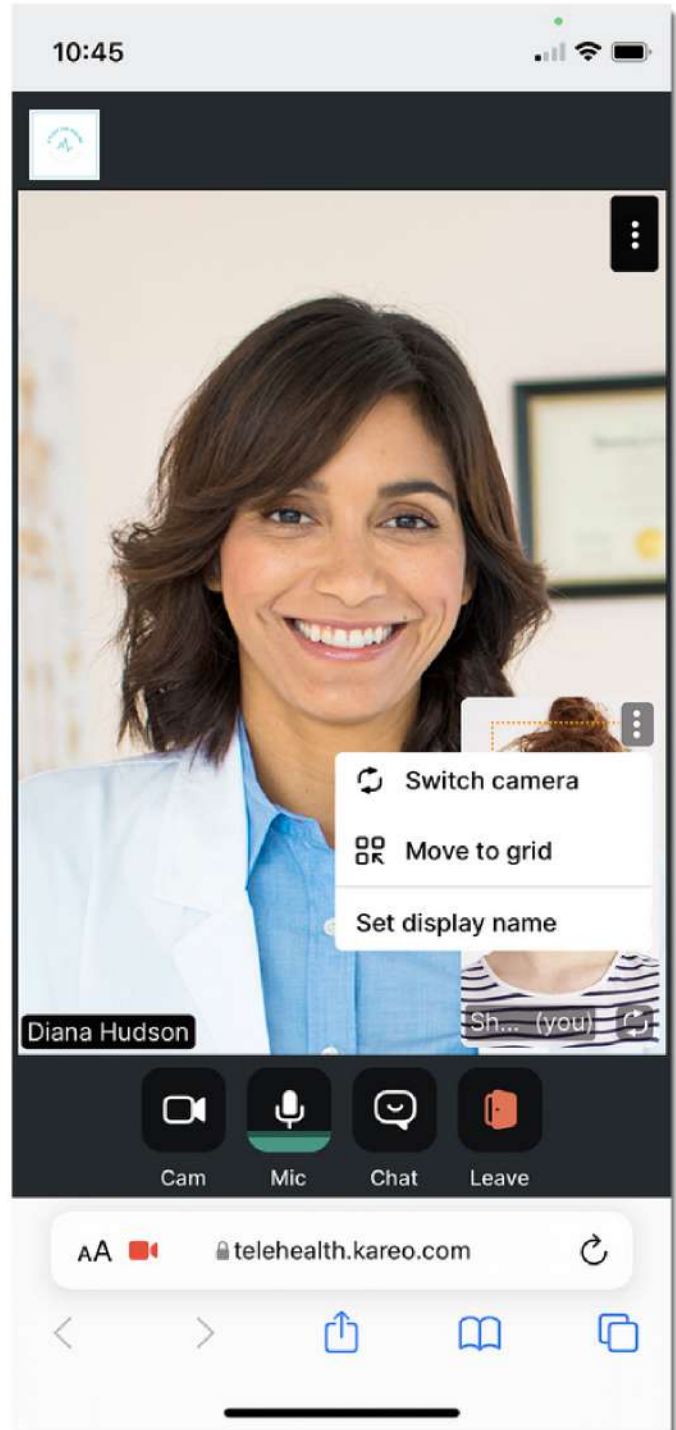 10:45
Switch camera
Move to grid
Set display name
Diana Hudson
Sh... (you)
Cam Mic Chat Leave
AA telehealth.kareo.com